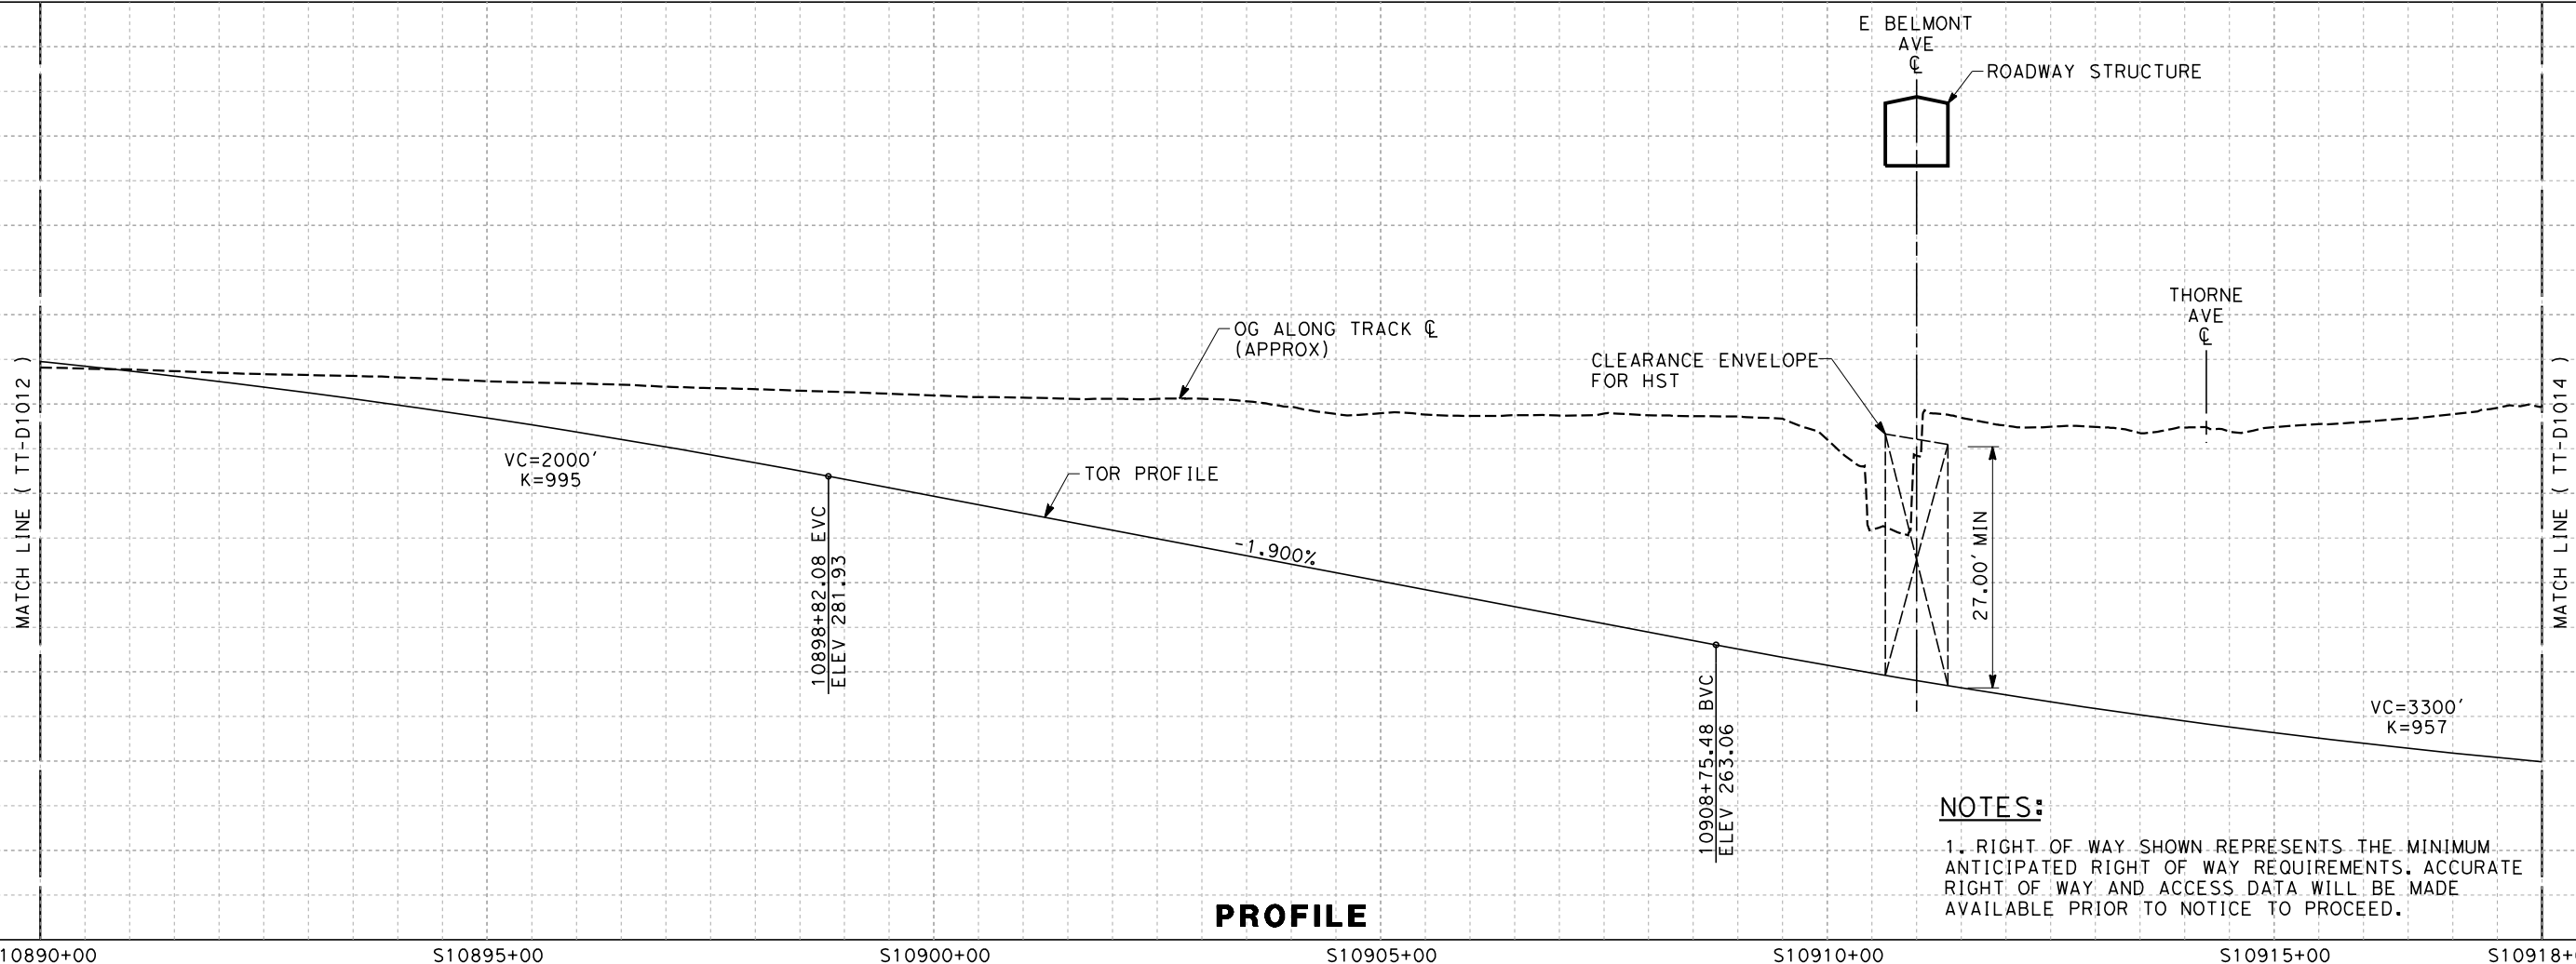 E BELMONT
AVE
℄
ROADWAY STRUCTURE
THORNE
AVE
℄
OG ALONG TRACK ℄
(APPROX)
CLEARANCE ENVELOPE
FOR HST
MATCH LINE ( TT-D1012 )
MATCH LINE ( TT-D1014 )
VC=2000'
K=995
TOR PROFILE
10898+82.08 EVC
ELEV 281.93
-1.900%
27.00' MIN
10908+75.48 BVC
ELEV 263.06
VC=3300'
K=957
NOTES:
1. RIGHT OF WAY SHOWN REPRESENTS THE MINIMUM
ANTICIPATED RIGHT OF WAY REQUIREMENTS. ACCURATE
RIGHT OF WAY AND ACCESS DATA WILL BE MADE
AVAILABLE PRIOR TO NOTICE TO PROCEED.
PROFILE
10890+00
S10895+00
S10900+00
S10905+00
S10910+00
S10915+00
S10918+